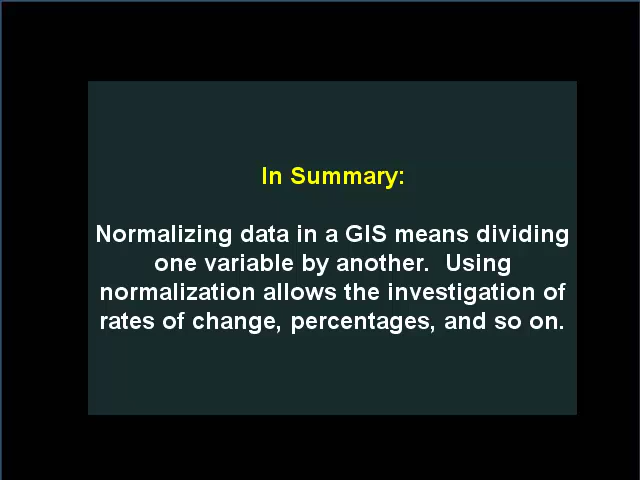 In Summary:
Normalizing data in a GIS means dividing
one variable by another.  Using
normalization allows the investigation of
rates of change, percentages, and so on.